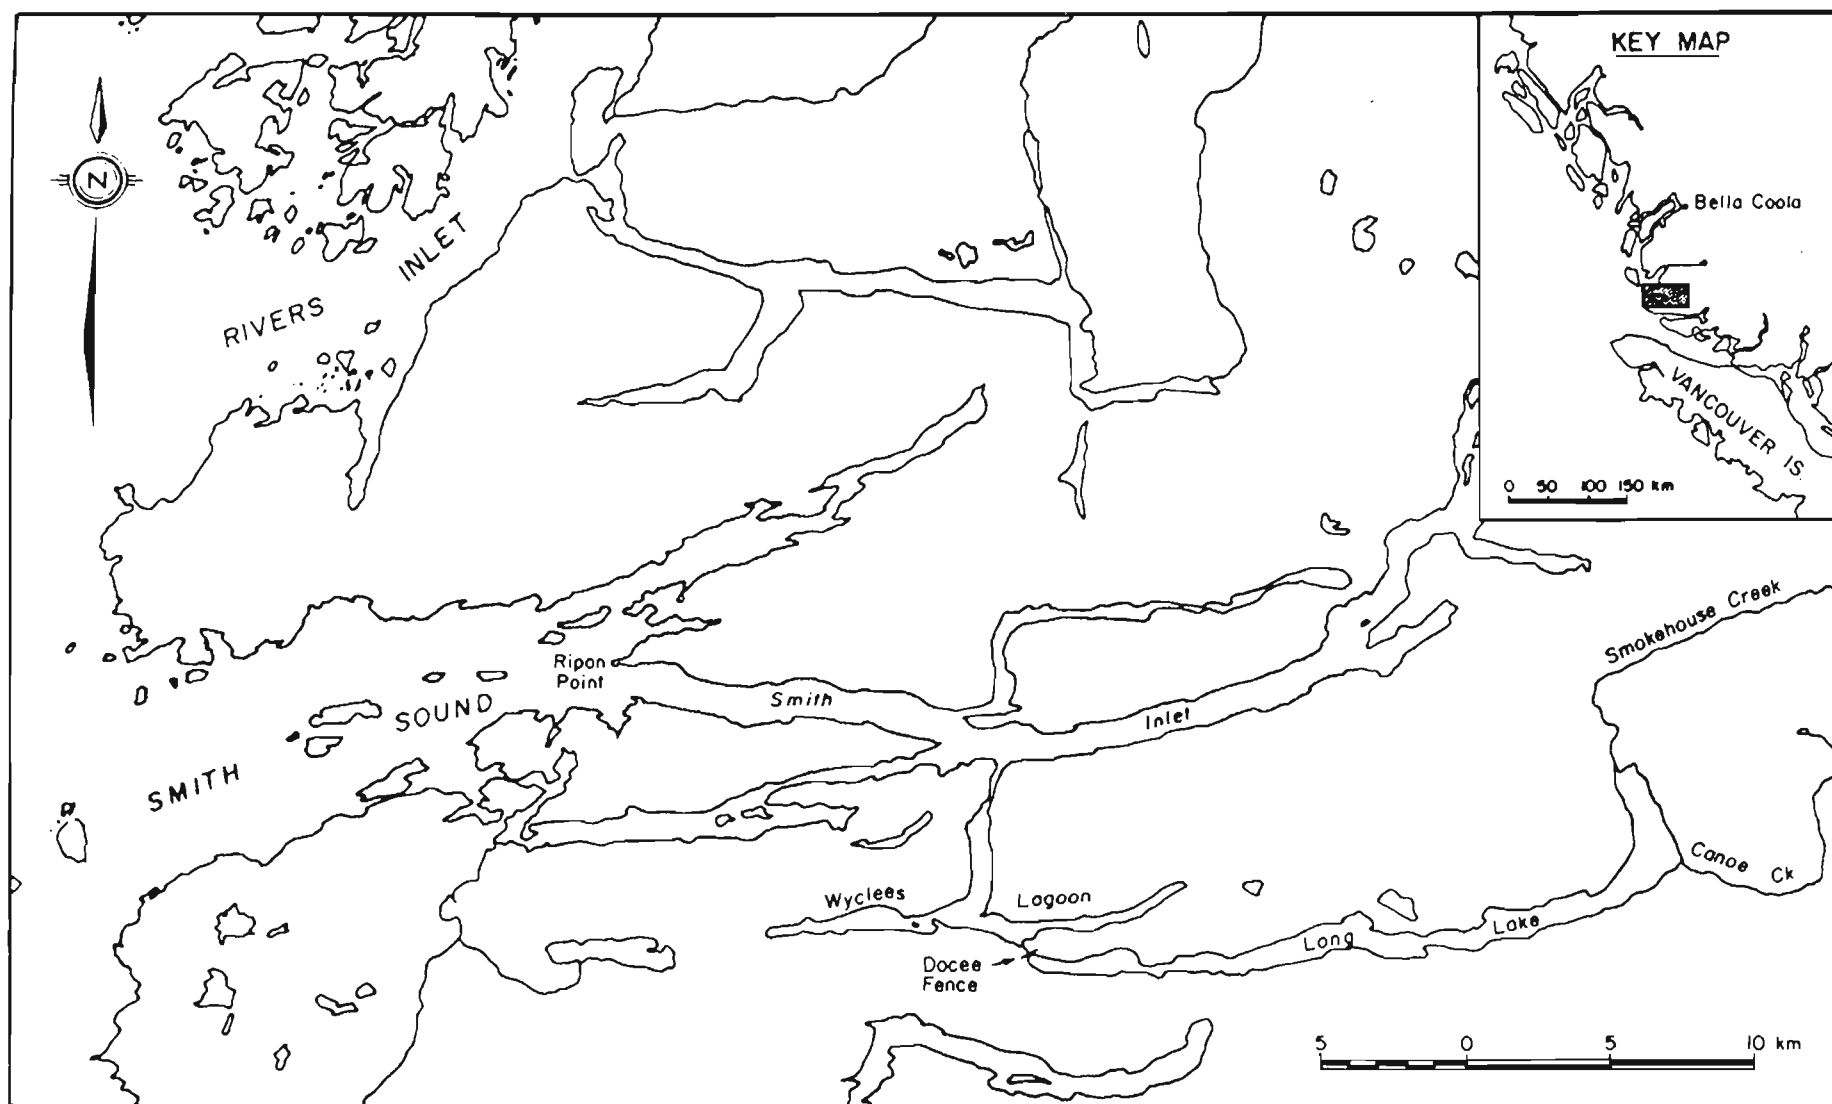 KEY MAP
N
Bella Coola
RIVERS INLET
VANCOUVER IS.
0 50 100 150 km
Smokehouse Creek
Ripon
Point
Smith Inlet
SMITH SOUND
Canoe Ck
Wyclees Lagoon
Long Lake
Docee
Fence
5 0 5 10 km